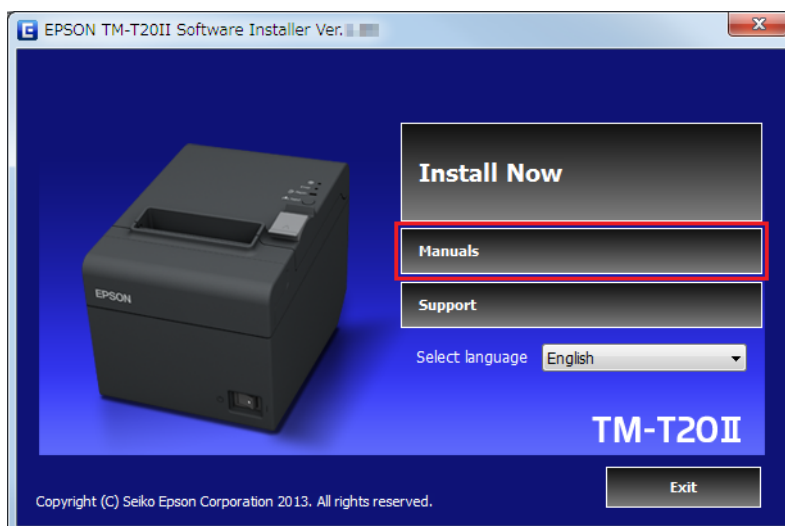 EPSON TM-T20II Software Installer Ver.
Install Now
Manuals
EPSON
Support
Select language English
TM-T20II
Exit
Copyright (C) Seiko Epson Corporation 2013. All rights reserved.